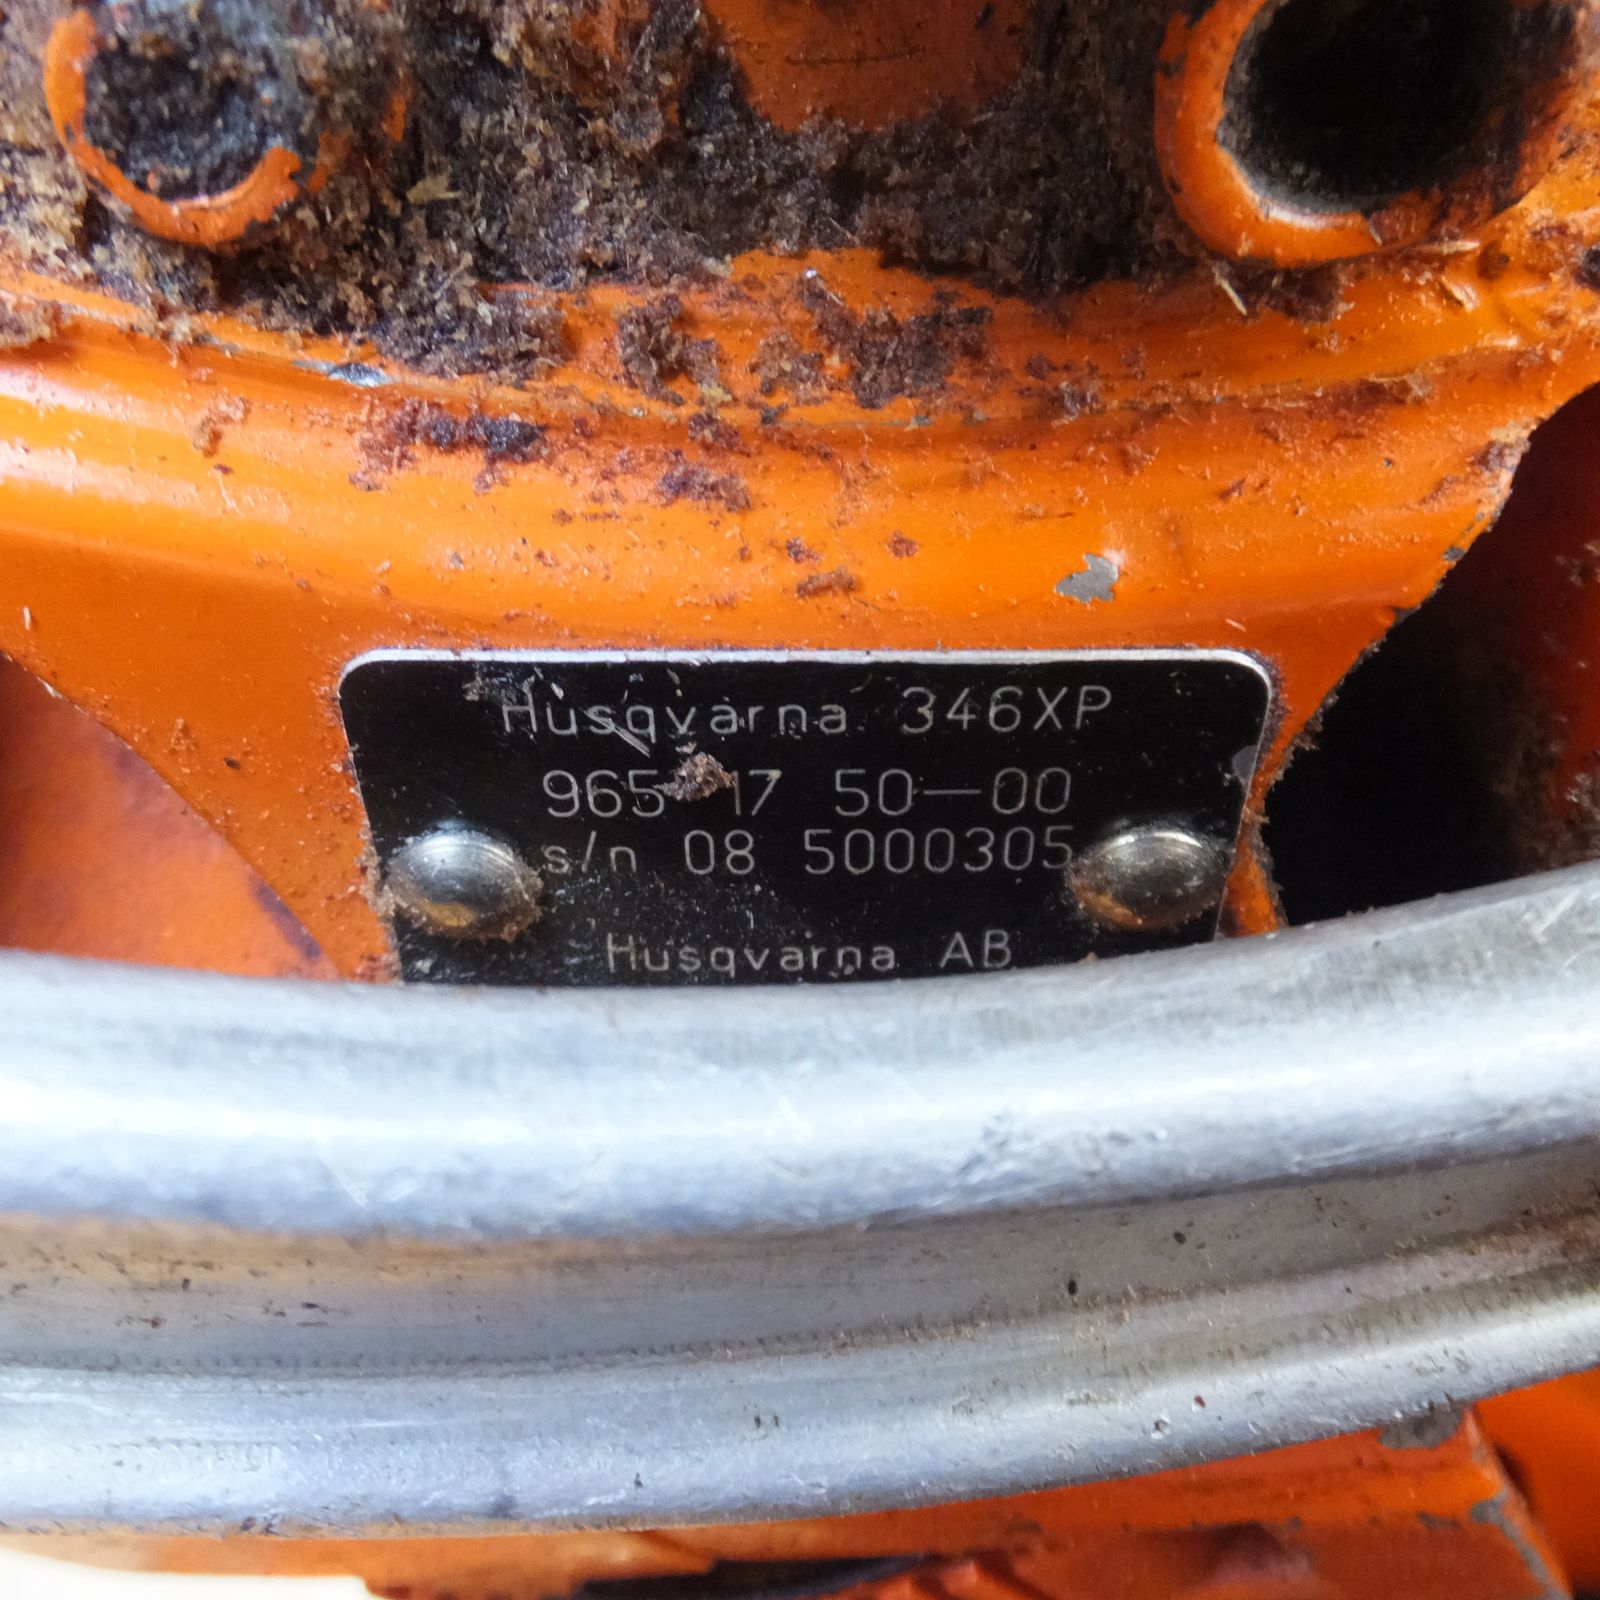 Husqvarna 346XP
965 17 50-00
s/n 08 5000305
Husqvarna AB